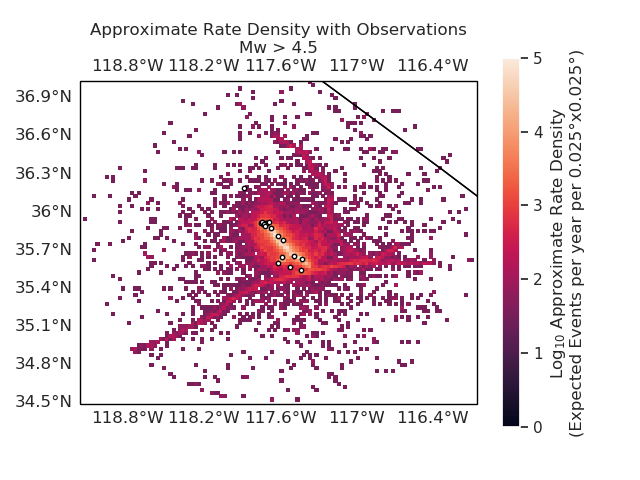 Approximate Rate Density with Observations
Mw > 4.5
118.8°W 118.2°W 117.6°W 117°W 116.4°W
36.9°N
36.6°N
36.3°N
36°N
35.7°N
35.4°N
35.1°N
34.8°N
34.5°N
118.8°W 118.2°W 117.6°W 117°W 116.4°W
5
4
3
2
1
0
Log₁₀ Approximate Rate Density
(Expected Events per year per 0.025°x0.025°)